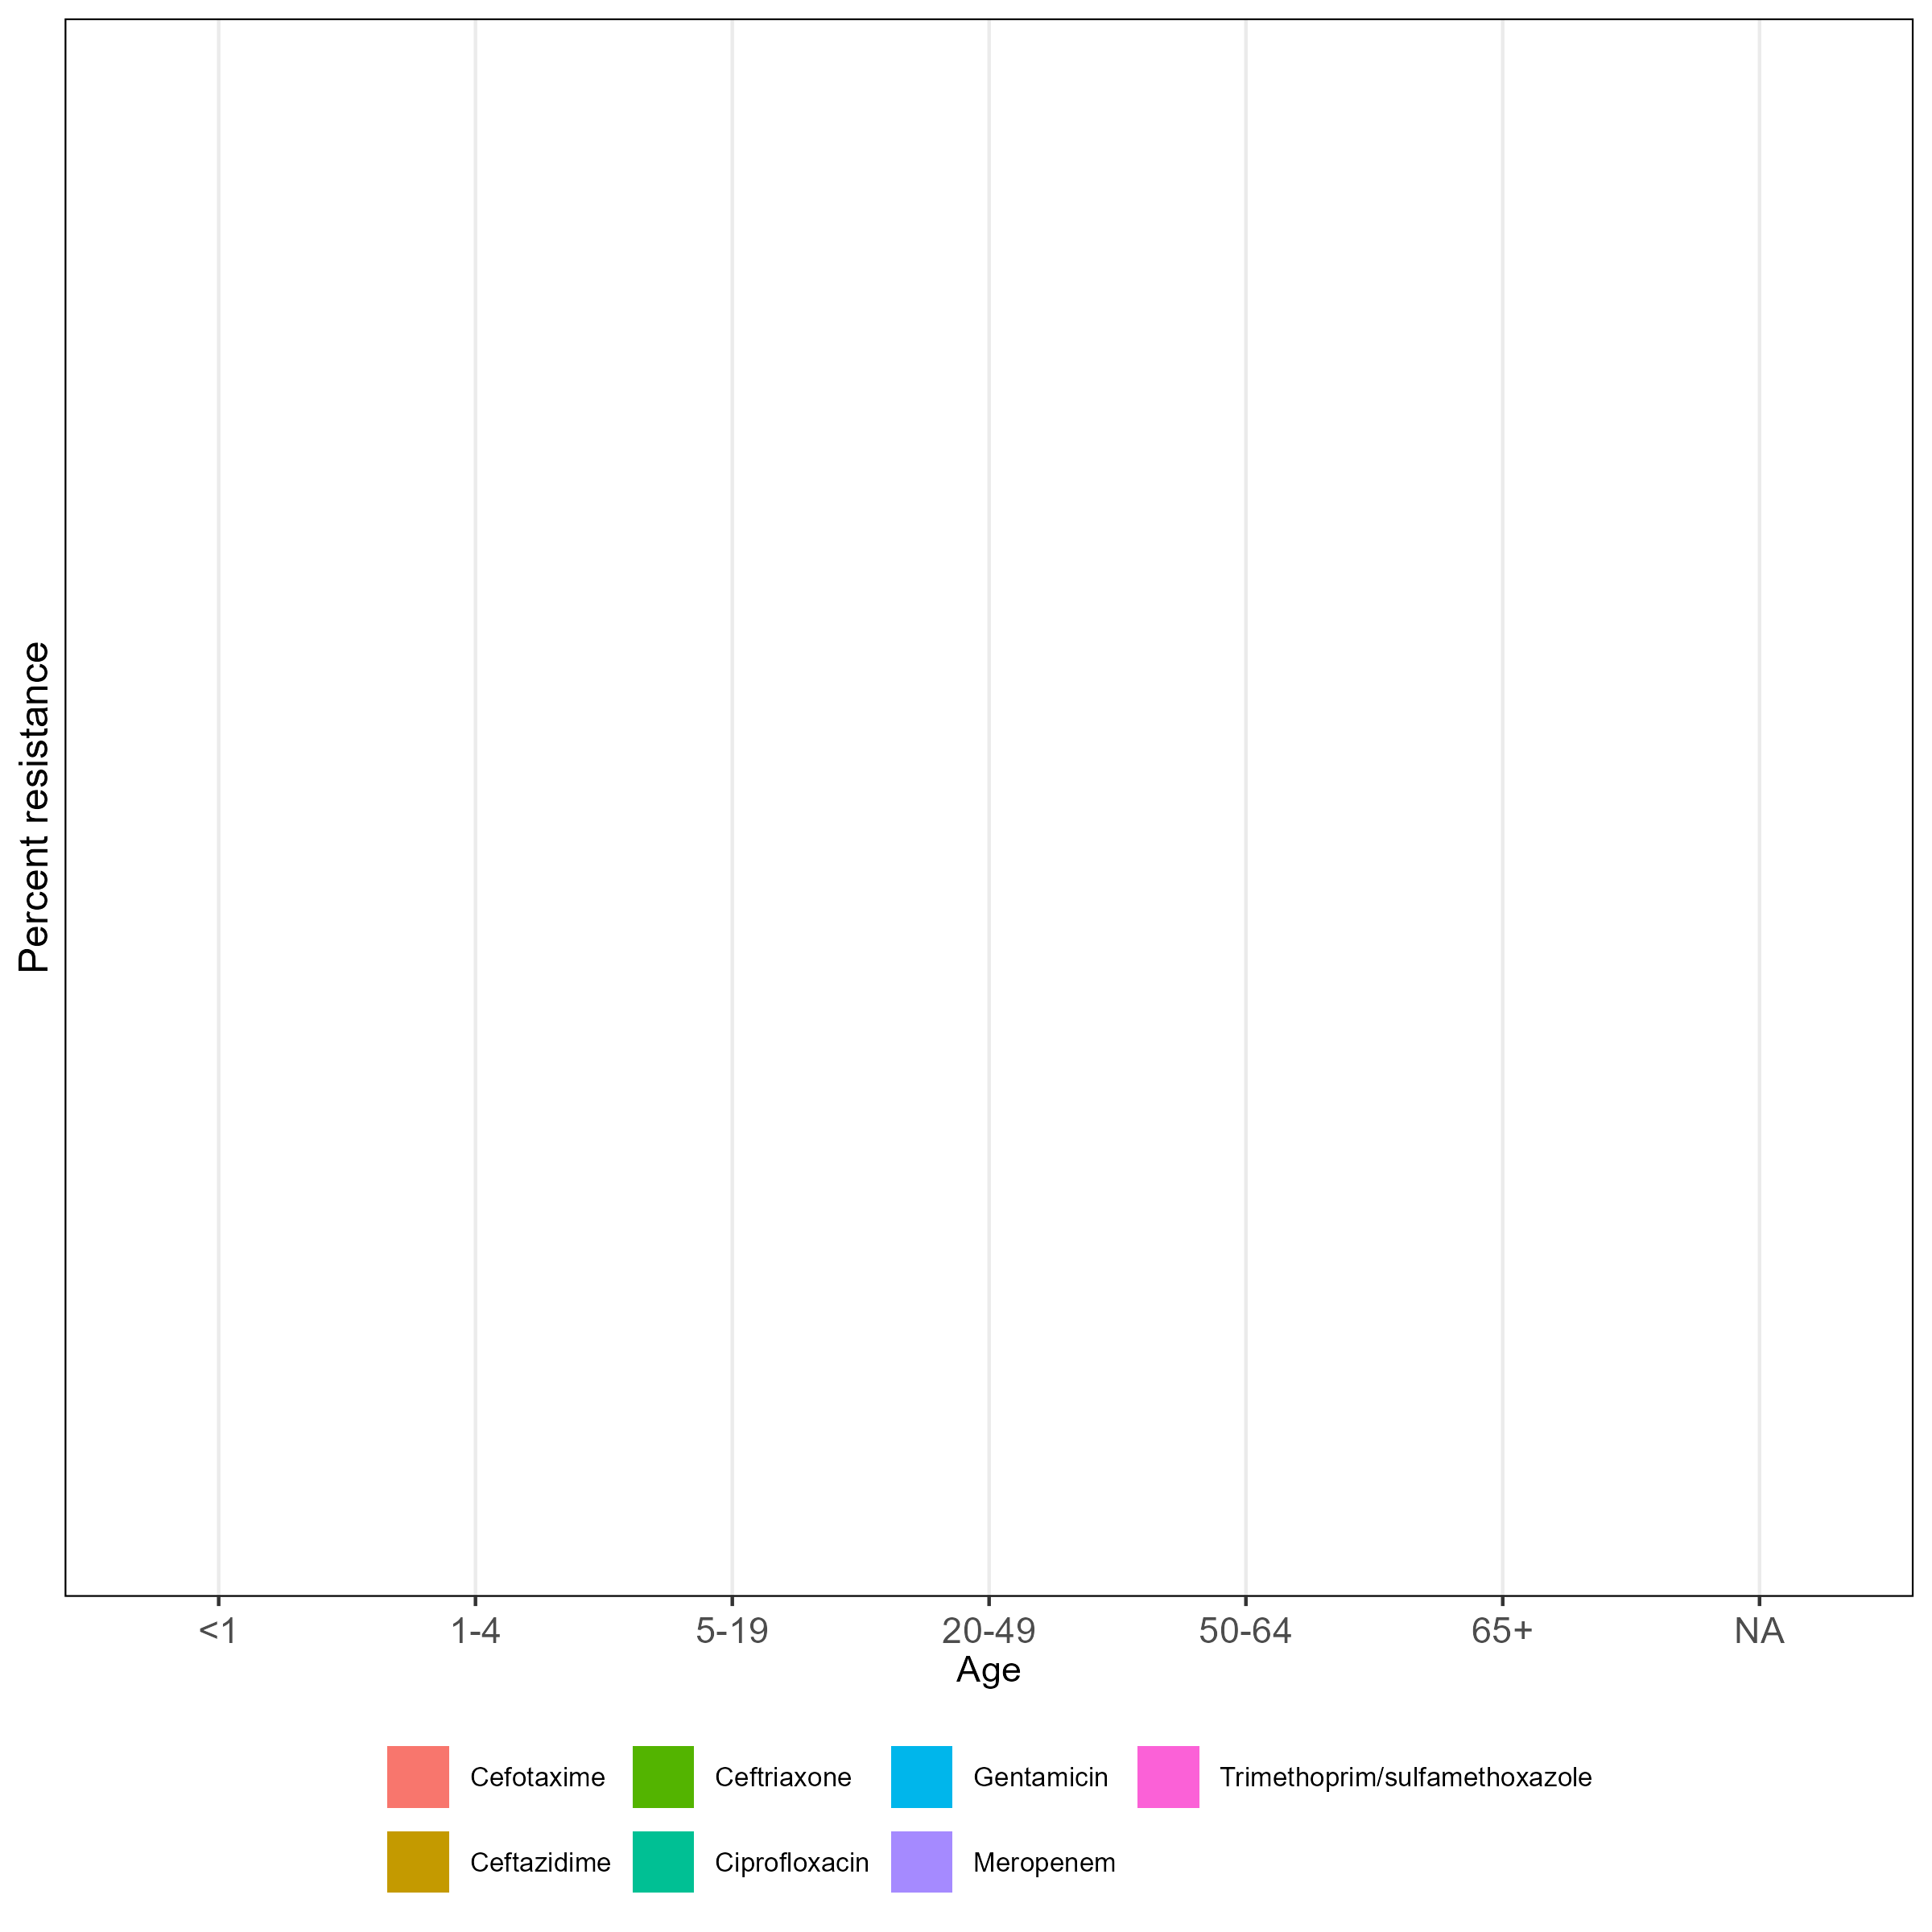 Percent resistance
<1 1-4 5-19 20-49 50-64 65+ NA
Age
Cefotaxime Ceftriaxone Gentamicin Trimethoprim/sulfamethoxazole
Ceftazidime Ciprofloxacin Meropenem